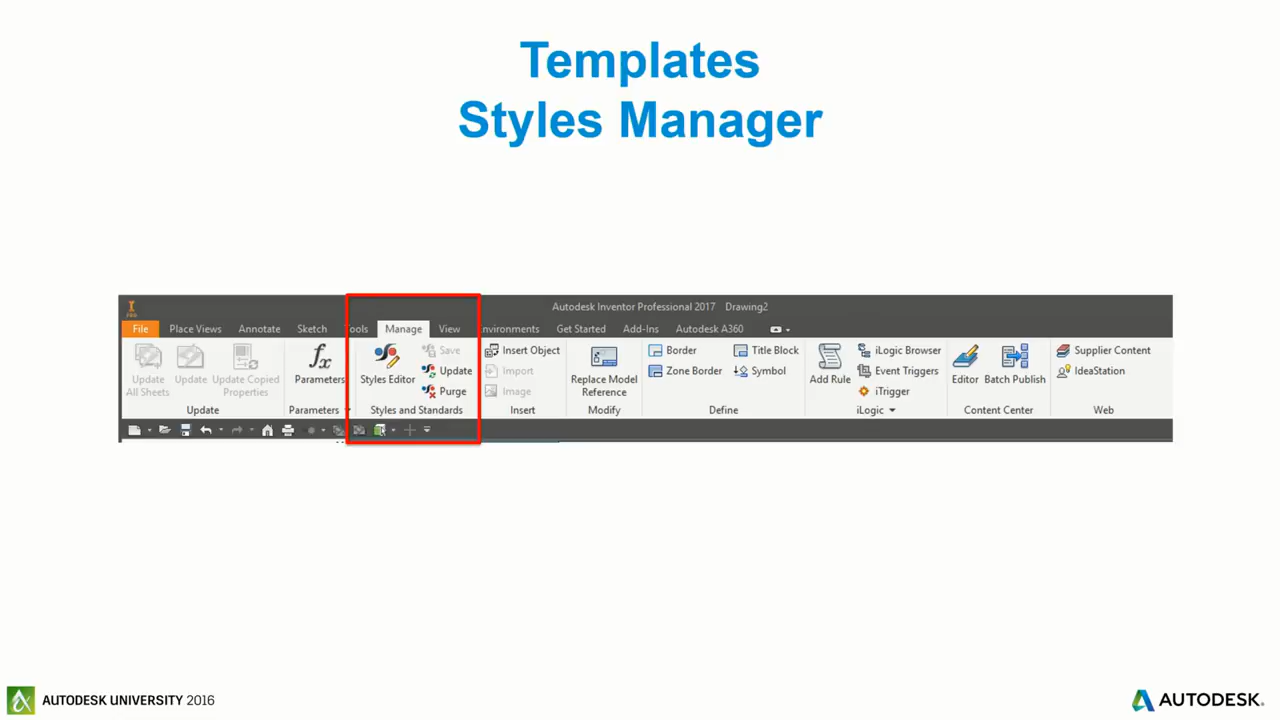 Templates
Styles Manager
PRO
Autodesk Inventor Professional 2017 Drawing2
File Place Views Annotate Sketch Tools Manage View Environments Get Started Add-Ins Autodesk A360
Update
All Sheets
Update
Update Copied
Properties
Update
Parameters
Parameters
Styles Editor
Save
Update
Purge
Styles and Standards
Insert Object
Import
Image
Insert
Replace Model
Reference
Modify
Border
Zone Border
Title Block
Symbol
Define
Add Rule
iLogic Browser
Event Triggers
iTrigger
iLogic
Editor
Batch Publish
Content Center
Supplier Content
IdeaStation
Web
AUTODESK UNIVERSITY 2016
AUTODESK.